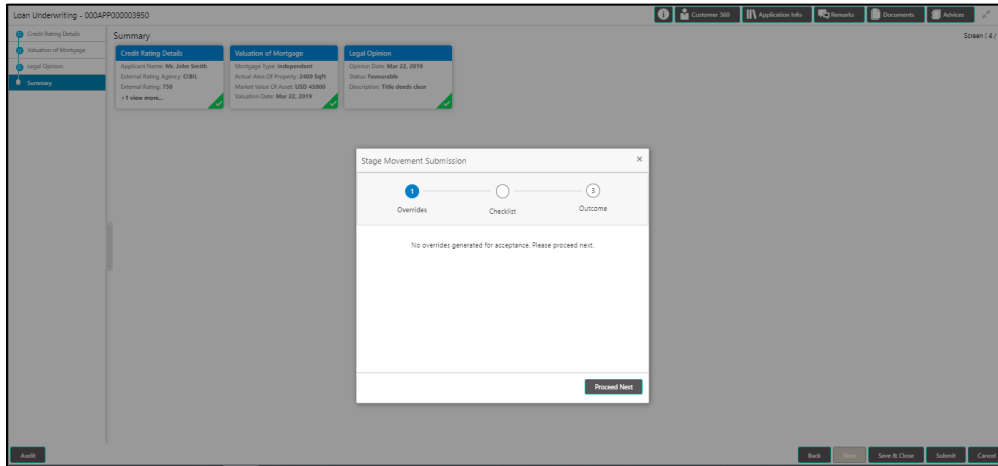 Loan Underwriting - 000APP000003950
i
Customer 360
Application Info
Remarks
Documents
Advices
Credit Rating Details
Valuation of Mortgage
Legal Opinion
Summary
Summary
Screen ( 4 /
Credit Rating Details
Applicant Name: Mr. John Smith
External Rating Agency: CIBIL
External Rating: 750
+1 view more...
Valuation of Mortgage
Mortgage Type: Independent
Actual Area Of Property: 2400 Sqft
Market Value Of Asset: USD 45000
Valuation Date: Mar 22, 2019
Legal Opinion
Opinion Date: Mar 22, 2019
Status: Favourable
Description: Title deeds clear
Stage Movement Submission
×
1
3
Overrides
Checklist
Outcome
No overrides generated for acceptance. Please proceed next.
Proceed Next
Audit
Back
Next
Save & Close
Submit
Cancel